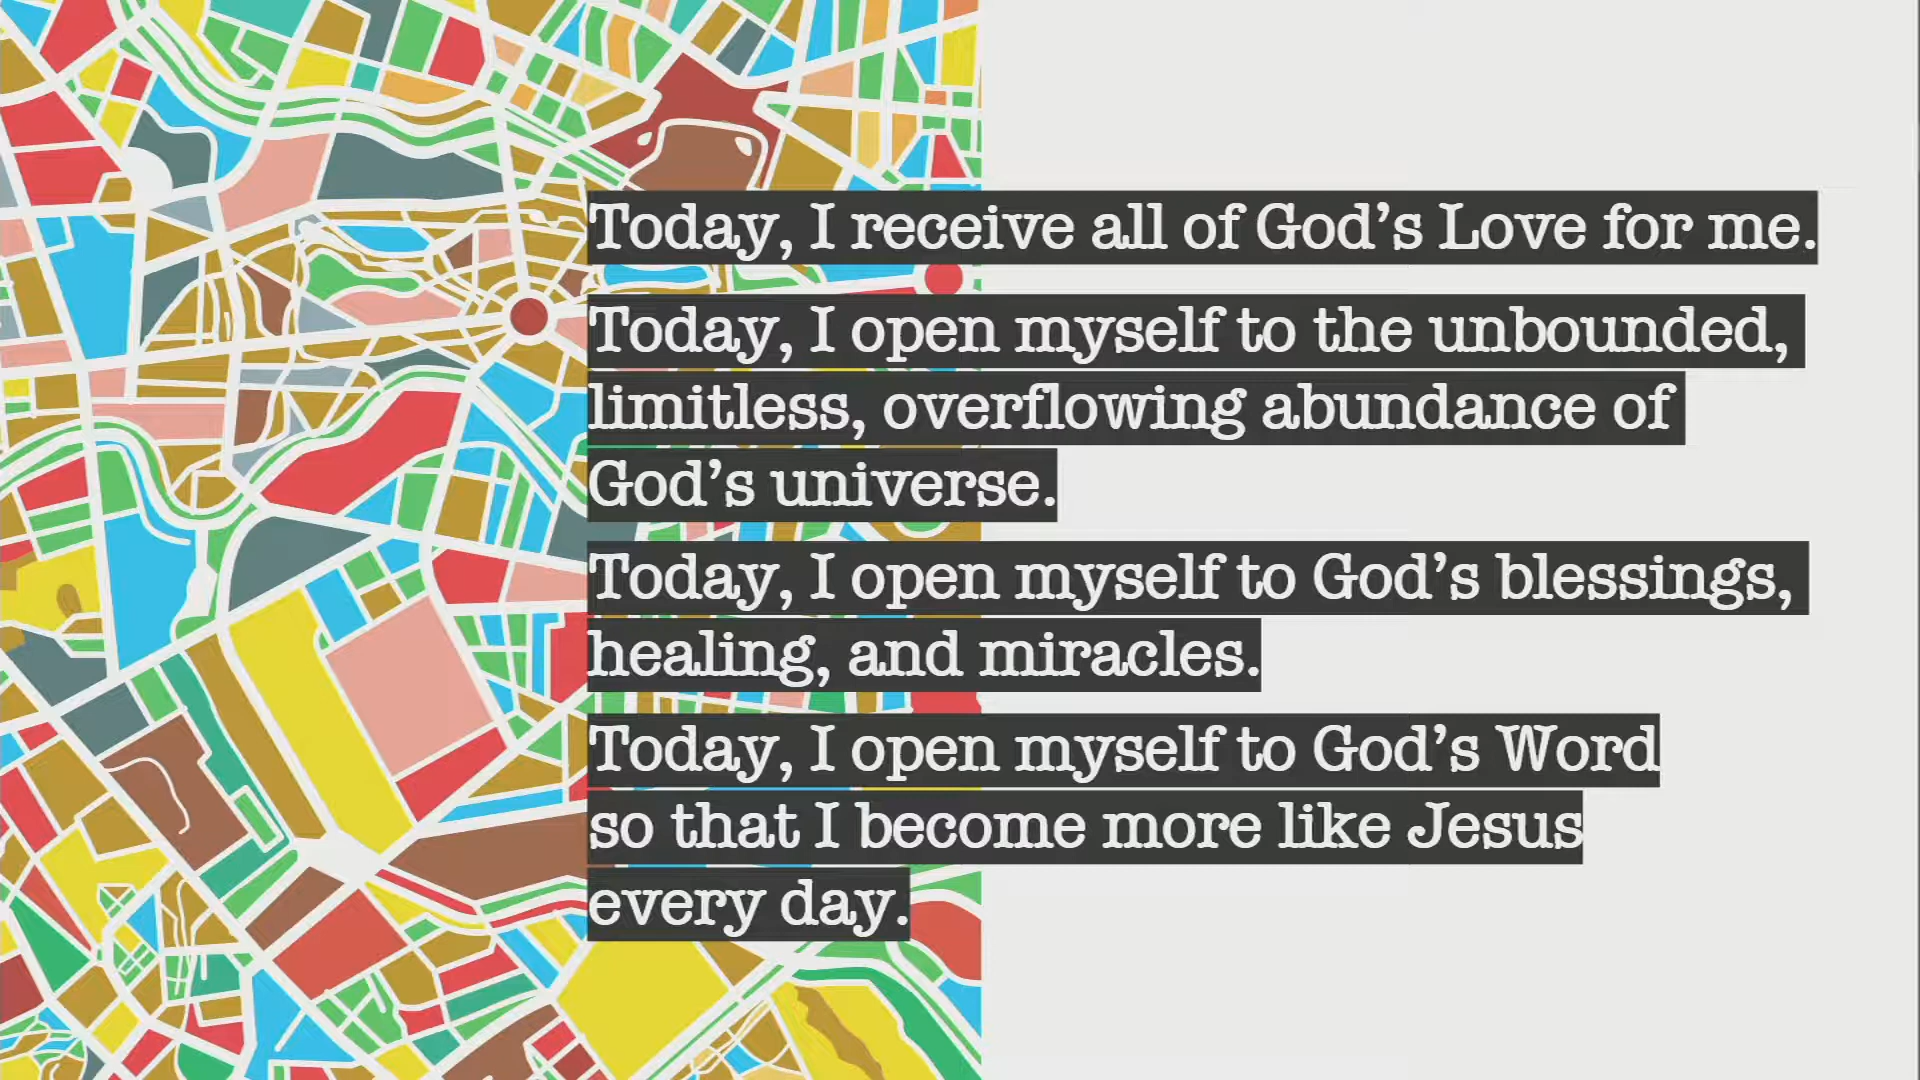 Today, I receive all of God’s Love for me.
Today, I open myself to the unbounded,
limitless, overflowing abundance of
God’s universe.
Today, I open myself to God’s blessings,
healing, and miracles.
Today, I open myself to God’s Word
so that I become more like Jesus
every day.